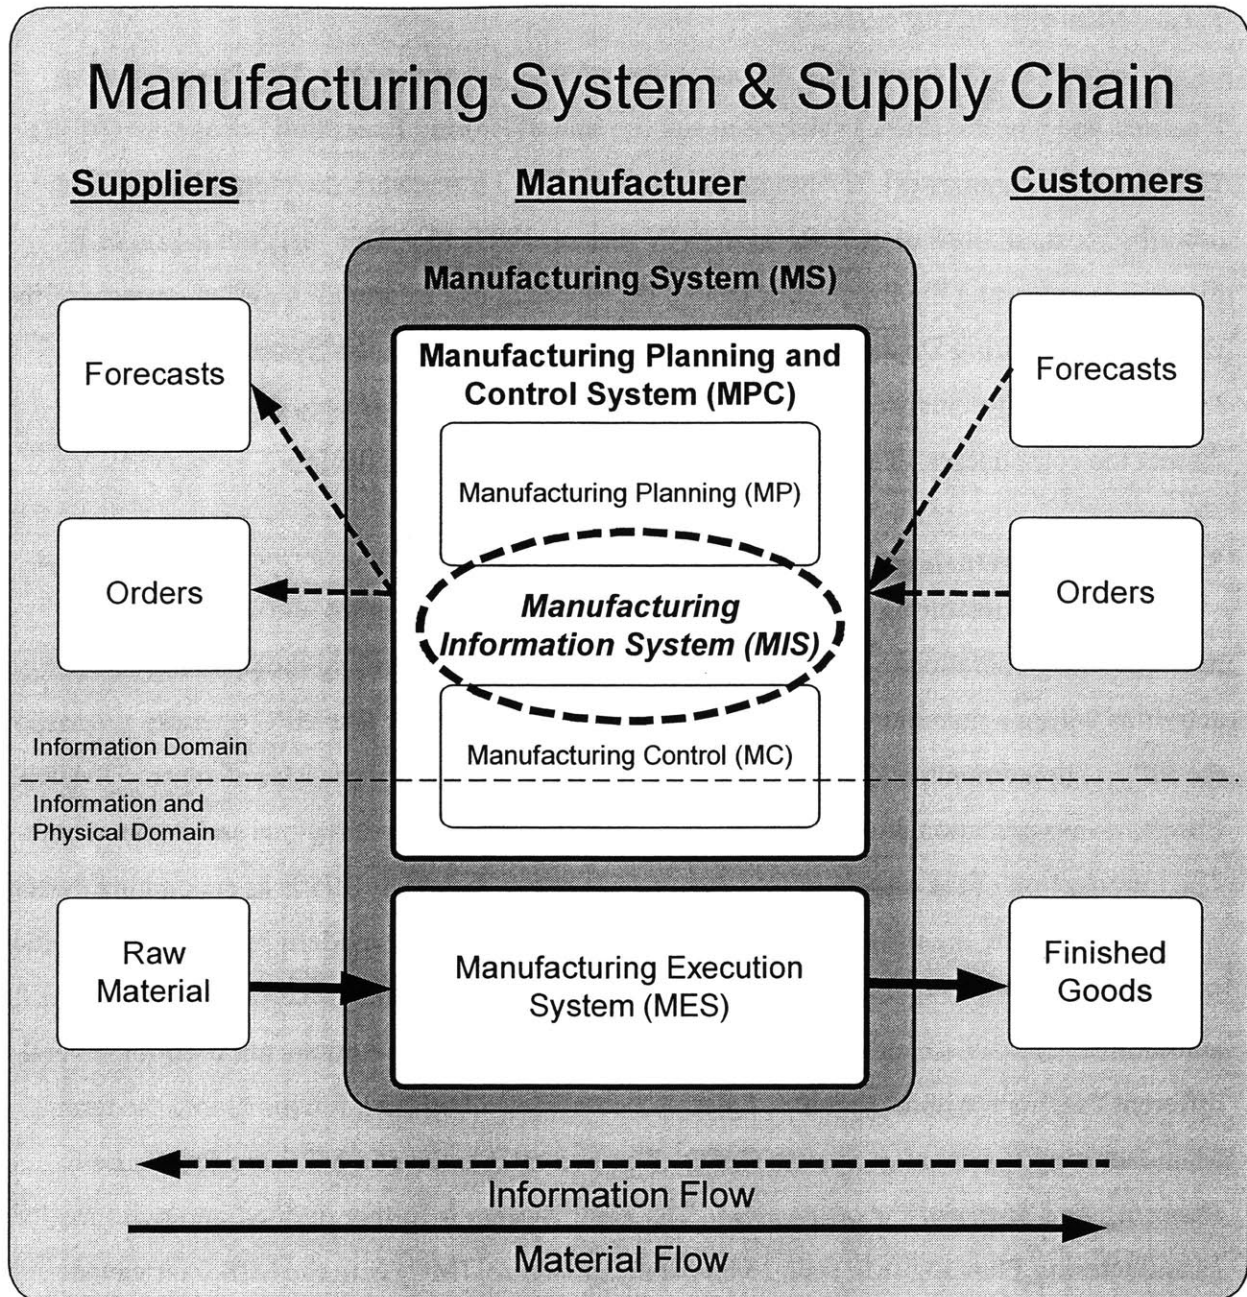 Manufacturing System & Supply Chain
Suppliers
Manufacturer
Customers
Manufacturing System (MS)
Forecasts
Manufacturing Planning and
Control System (MPC)
Forecasts
Manufacturing Planning (MP)
Orders
Manufacturing
Information System (MIS)
Orders
Information Domain
Manufacturing Control (MC)
Information and
Physical Domain
Raw
Material
Manufacturing Execution
System (MES)
Finished
Goods
Information Flow
Material Flow